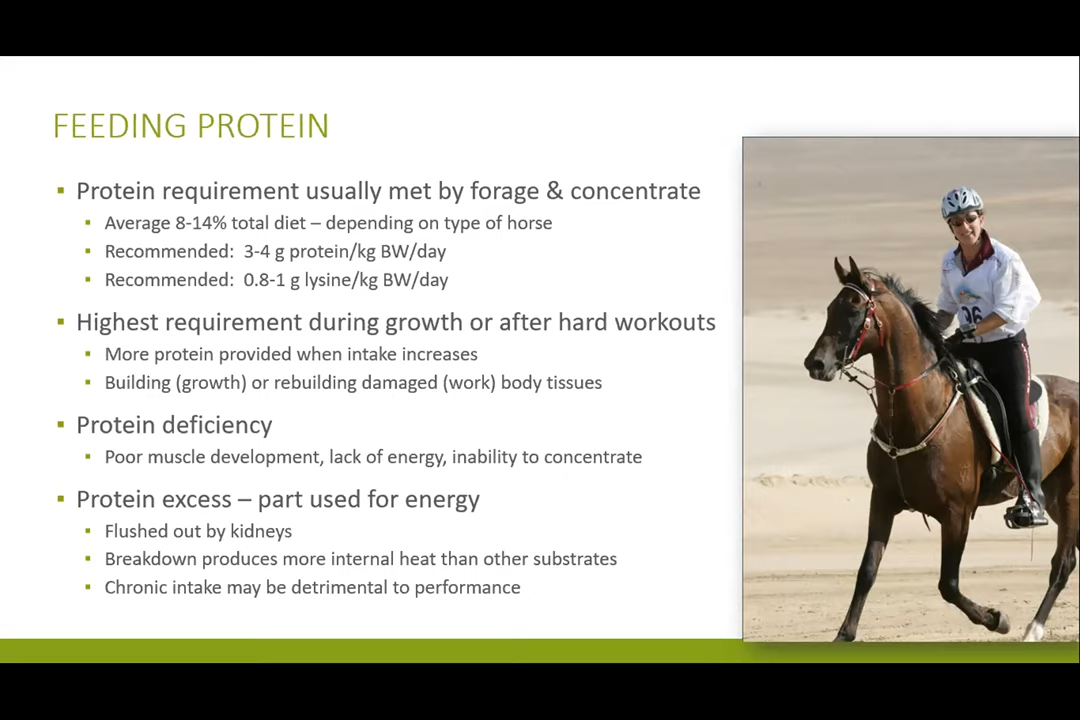 FEEDING PROTEIN
▪ Protein requirement usually met by forage & concentrate
▪ Average 8-14% total diet – depending on type of horse
▪ Recommended: 3-4 g protein/kg BW/day
▪ Recommended: 0.8-1 g lysine/kg BW/day
▪ Highest requirement during growth or after hard workouts
▪ More protein provided when intake increases
▪ Building (growth) or rebuilding damaged (work) body tissues
▪ Protein deficiency
▪ Poor muscle development, lack of energy, inability to concentrate
▪ Protein excess – part used for energy
▪ Flushed out by kidneys
▪ Breakdown produces more internal heat than other substrates
▪ Chronic intake may be detrimental to performance